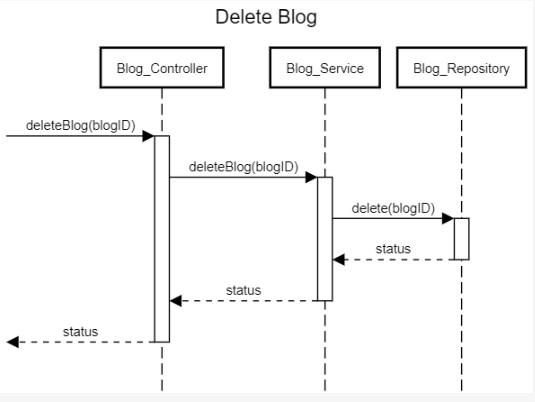 Delete Blog
Blog_Controller
Blog_Service
Blog_Repository
deleteBlog(blogID)
deleteBlog(blogID)
delete(blogID)
status
status
status